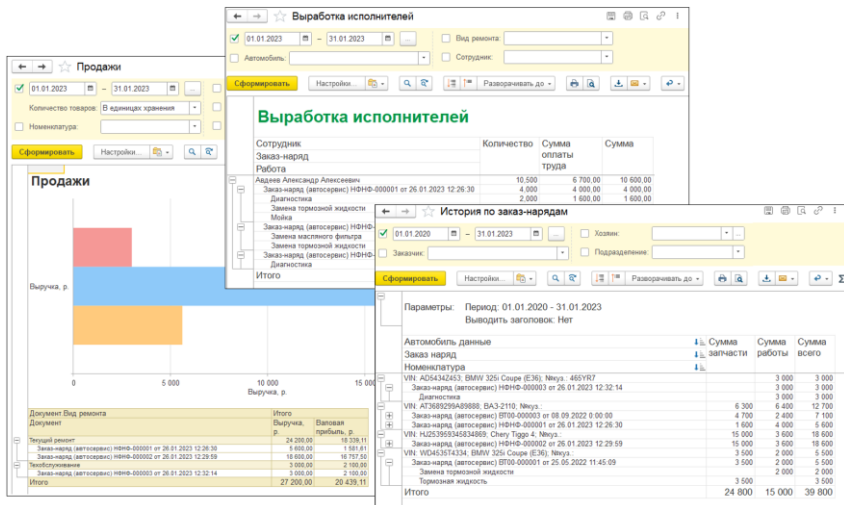 Выработка исполнителей
01.01.2023 – 31.01.2023 ...
Вид ремонта:
Автомобиль:
Сотрудник:
Сформировать Настройки... Разворачивать до
Выработка исполнителей
Сотрудник Количество Сумма оплаты труда Сумма
Заказ-наряд
Работа
Авдеев Александр Алексеевич 10,500 6 700,00 10 600,00
Заказ-наряд (автосервис) НФНФ-000001 от 26.01.2023 12:26:30 4,000 4 000,00 4 000,00
Диагностика 2,000 1 600,00 1 600,00
Замена тормозной жидкости
Мойка
Заказ-наряд (автосервис) НФНФ-
Замена масляного фильтра
Замена тормозной жидкости
Заказ-наряд (автосервис) НФНФ-
Диагностика
Итого
Продажи
01.01.2023 – 31.01.2023 ...
Количество товаров: В единицах хранения
Номенклатура:
Сформировать Настройки...
Продажи
Выручка, р.
0 5 000 10 000 15 000
Выручка, р.
Документ.Вид ремонта Итого
Документ Выручка, р. Валовая прибыль, р.
Текущий ремонт 24 200,00 18 339,11
Заказ-наряд (автосервис) НФНФ-000001 от 26.01.2023 12:26:30 5 600,00 1 581,61
Заказ-наряд (автосервис) НФНФ-000002 от 26.01.2023 12:29:59 18 600,00 16 757,50
Техобслуживание 3 000,00 2 100,00
Заказ-наряд (автосервис) НФНФ-000003 от 26.01.2023 12:32:14 3 000,00 2 100,00
Итого 27 200,00 20 439,11
История по заказ-нарядам
01.01.2020 – 31.01.2023 ...
Хозяин:
Заказчик:
Подразделение:
Сформировать Настройки... Разворачивать до
Параметры: Период: 01.01.2020 - 31.01.2023
Выводить заголовок: Нет
Автомобиль данные Сумма запчасти Сумма работы Сумма всего
Заказ наряд
Номенклатура
VIN: AD5434Z453; BMW 325i Coupe (E36); №куз.: 465YR7 3 000 3 000
Заказ-наряд (автосервис) НФНФ-000003 от 26.01.2023 12:32:14 3 000 3 000
Диагностика 3 000 3 000
VIN: AT3689299A89888; ВАЗ-2110; №куз.: 6 300 6 400 12 700
Заказ-наряд (автосервис) ВТ00-000003 от 08.09.2022 0:00:00 4 700 2 400 7 100
Заказ-наряд (автосервис) НФНФ-000001 от 26.01.2023 12:26:30 1 600 4 000 5 600
VIN: HJ253959345834869; Chery Tiggo 4; №куз.: 15 000 3 600 18 600
Заказ-наряд (автосервис) НФНФ-000002 от 26.01.2023 12:29:59 15 000 3 600 18 600
VIN: WD4535T4334; BMW 325i Coupe (E36); №куз.: 3 500 2 000 5 500
Заказ-наряд (автосервис) ВТ00-000001 от 25.05.2022 11:45:09 3 500 2 000 5 500
Замена тормозной жидкости 2 000 2 000
Тормозная жидкость 3 500 3 500
Итого 24 800 15 000 39 800